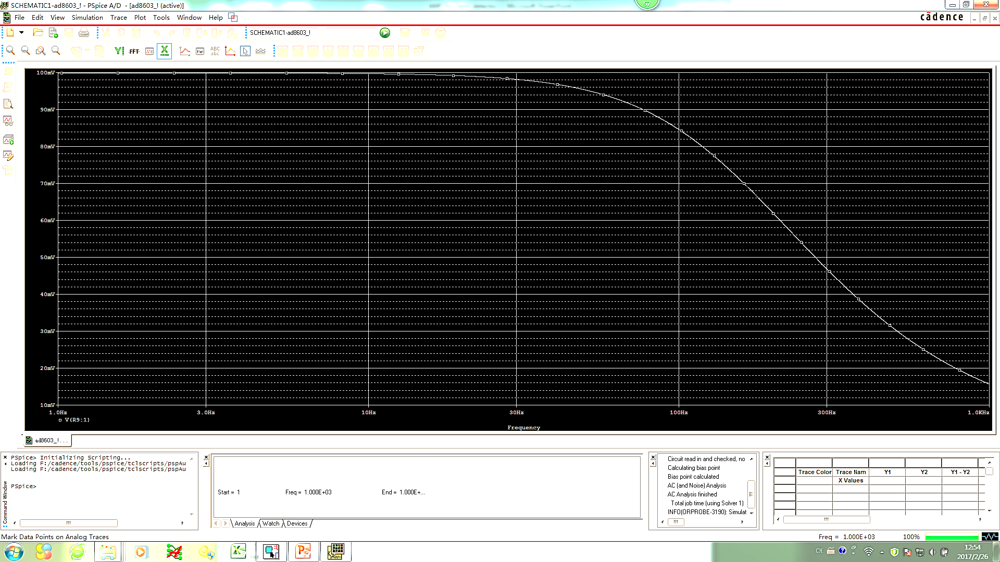 SCHEMATIC1-ad8603_! - PSpice A/D - [ad8603_! (active)]
57
File Edit View Simulation Trace Plot Tools Window Help
cādence
SCHEMATIC1-ad8603_!
Y! FFT f(x) ABC abc
100mV
90mV
80mV
70mV
60mV
50mV
40mV
30mV
20mV
10mV
1.0Hz 3.0Hz 10Hz 30Hz 100Hz 300Hz 1.0KHz
V(R9:1)
Frequency
ad8603_!...
Command Window
PSpice> Initializing Scripting...
Loading F:/cadence/tools/pspice/tclscripts/pspAu
Loading F:/cadence/tools/pspice/tclscripts/pspAu
PSpice>
Start = 1 Freq = 1.000E+03 End = 1.000E+...
Analysis Watch Devices
Circuit read in and checked, no
Calculating bias point
Bias point calculated
AC (and Noise) Analysis
AC Analysis finished
Total job time (using Solver 1)
INFO(ORPROBE-3190): Simulat
Trace Color Trace Nam Y1 Y2 Y1 - Y2
X Values
Mark Data Points on Analog Traces
Freq = 1.000E+03 100%
CH
12:54
2017/2/26